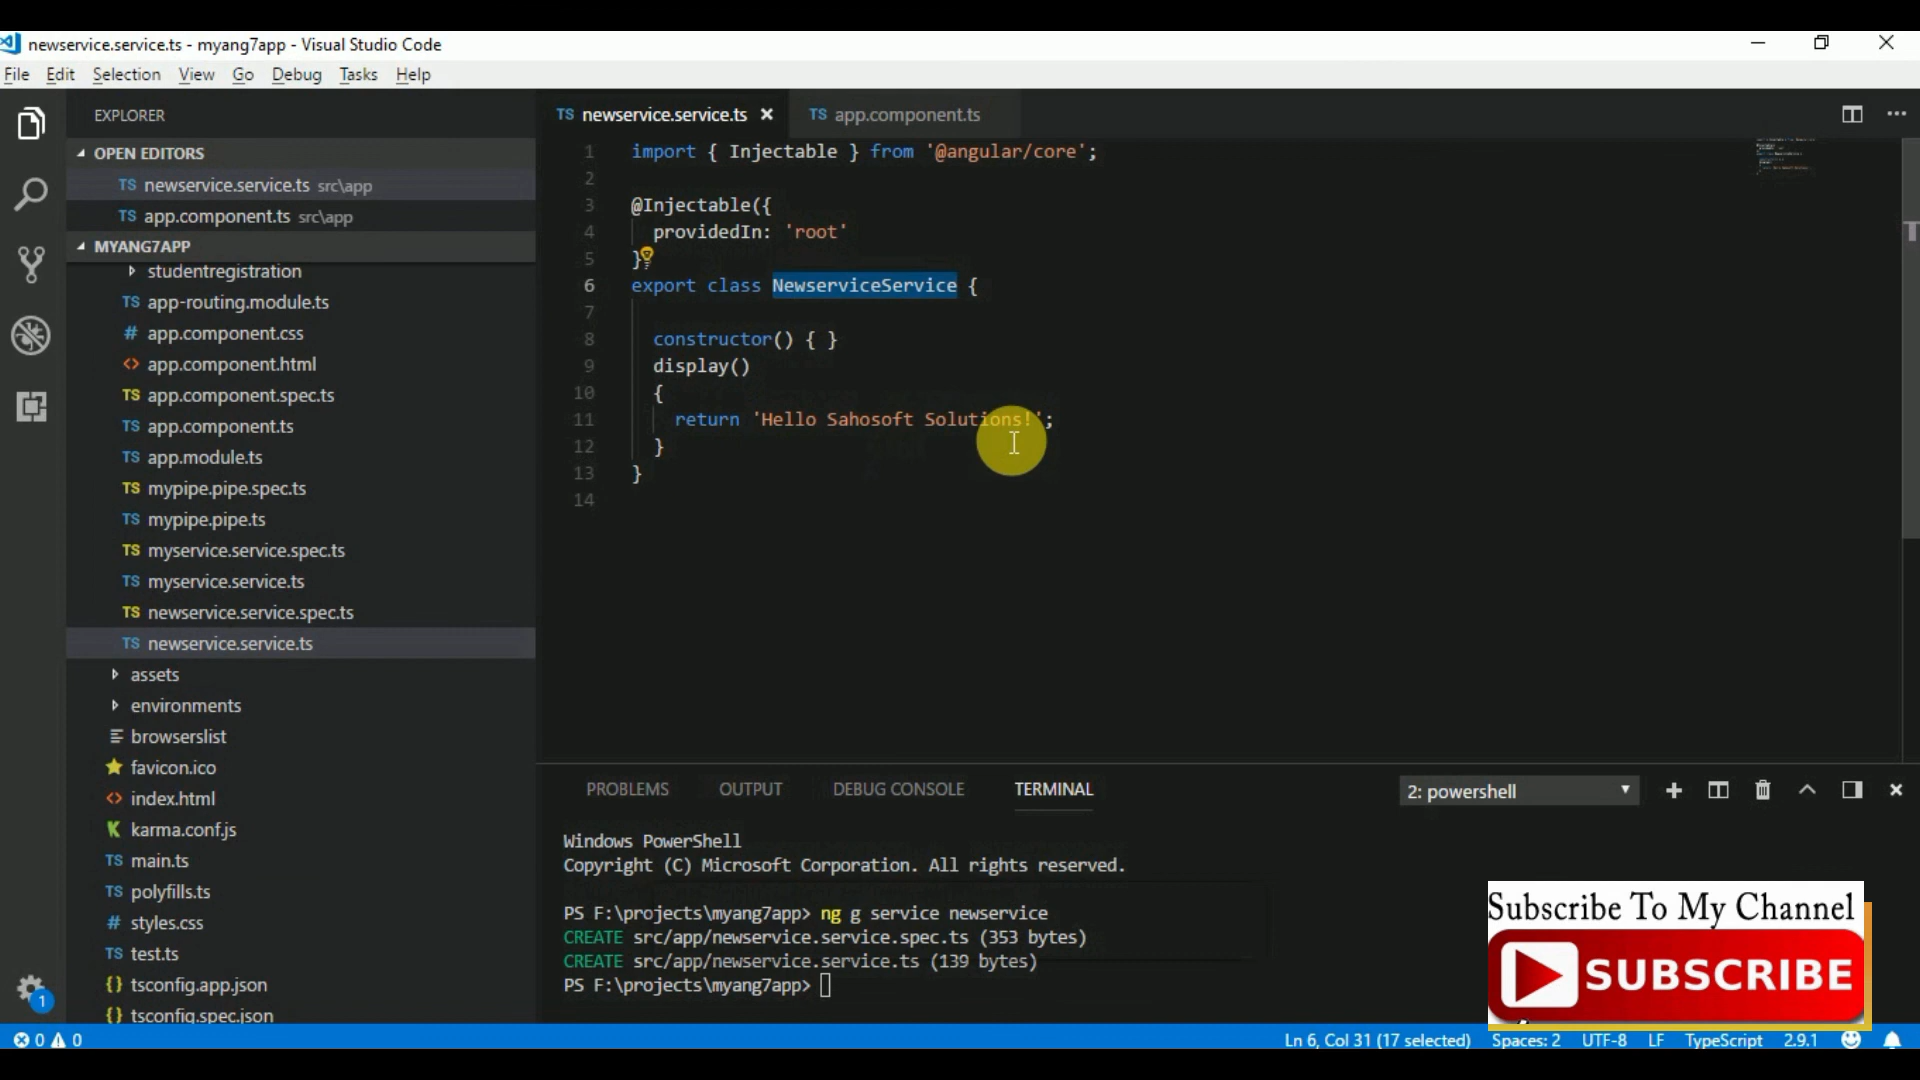 newservice.service.ts - myang7app - Visual Studio Code
File Edit Selection View Go Debug Tasks Help
EXPLORER
OPEN EDITORS
TS newservice.service.ts src\app
TS app.component.ts src\app
MYANG7APP
studentregistration
TS app-routing.module.ts
# app.component.css
<> app.component.html
TS app.component.spec.ts
TS app.component.ts
TS app.module.ts
TS mypipe.pipe.spec.ts
TS mypipe.pipe.ts
TS myservice.service.spec.ts
TS myservice.service.ts
TS newservice.service.spec.ts
TS newservice.service.ts
assets
environments
browserslist
favicon.ico
<> index.html
karma.conf.js
TS main.ts
TS polyfills.ts
# styles.css
TS test.ts
{} tsconfig.app.json
{} tsconfig.spec.json
1
TS newservice.service.ts TS app.component.ts
1 import { Injectable } from '@angular/core';
2
3 @Injectable({
4 providedIn: 'root'
5 }
6 export class NewserviceService {
7
8 constructor() { }
9 display()
10 {
11 return 'Hello Sahosoft Solutions!';
12 }
13 }
14
PROBLEMS OUTPUT DEBUG CONSOLE TERMINAL 2: powershell
Windows PowerShell
Copyright (C) Microsoft Corporation. All rights reserved.
PS F:\projects\myang7app> ng g service newservice
CREATE src/app/newservice.service.spec.ts (353 bytes)
CREATE src/app/newservice.service.ts (139 bytes)
PS F:\projects\myang7app>
Subscribe To My Channel
SUBSCRIBE
0 0 Ln 6, Col 31 (17 selected) Spaces: 2 UTF-8 LF TypeScript 2.9.1